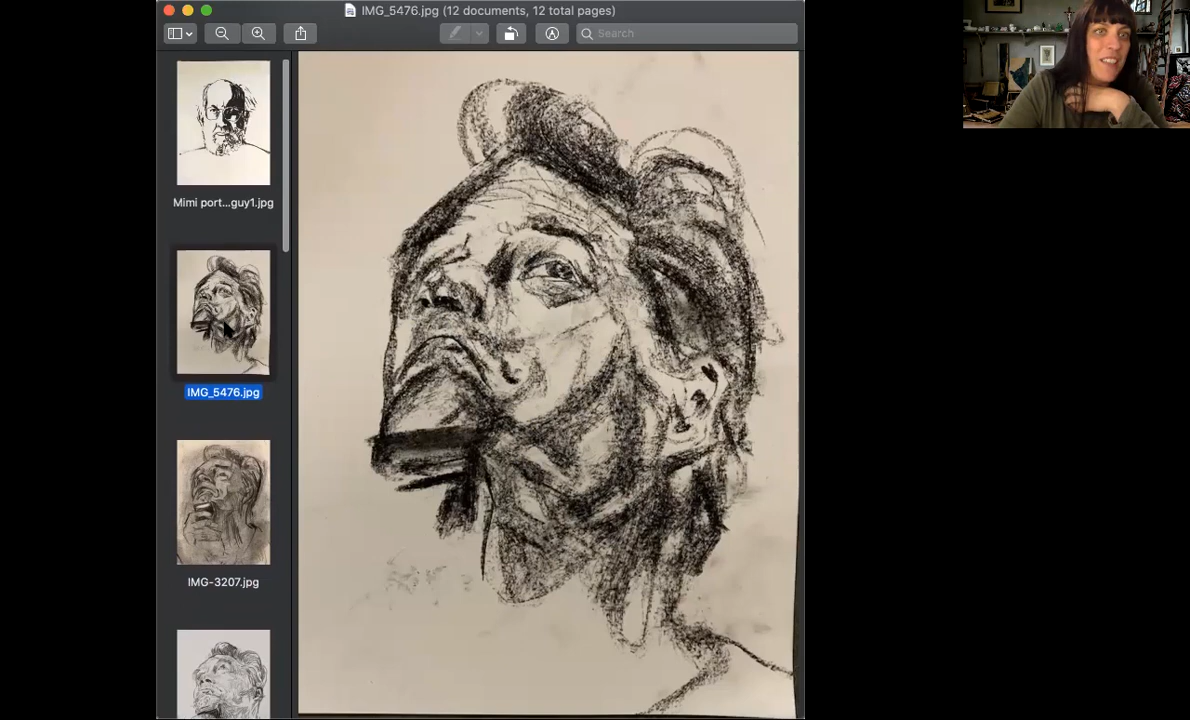 IMG_5476.jpg (12 documents, 12 total pages)
Search
Mimi port...guy1.jpg
IMG_5476.jpg
IMG-3207.jpg